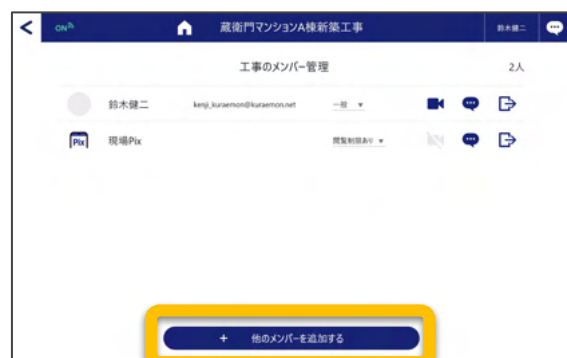 ON 蔵衛門マンションA棟新築工事 鈴木健二
工事のメンバー管理 2人
鈴木健二 kenji_kuraemon@kuraemon.net 一般
Pix 現場Pix 閲覧制限あり
+ 他のメンバーを追加する